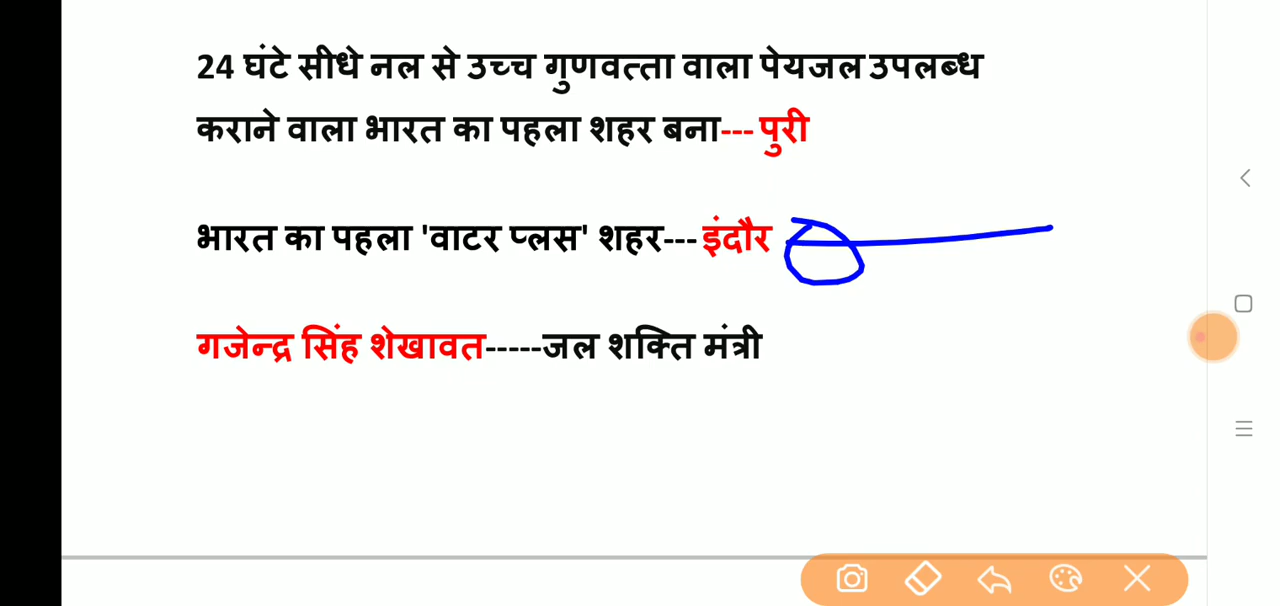 24 घंटे सीधे नल से उच्च गुणवत्ता वाला पेयजल उपलब्ध
कराने वाला भारत का पहला शहर बना--- पुरी
भारत का पहला 'वाटर प्लस' शहर--- इंदौर
गजेन्द्र सिंह शेखावत-----जल शक्ति मंत्री